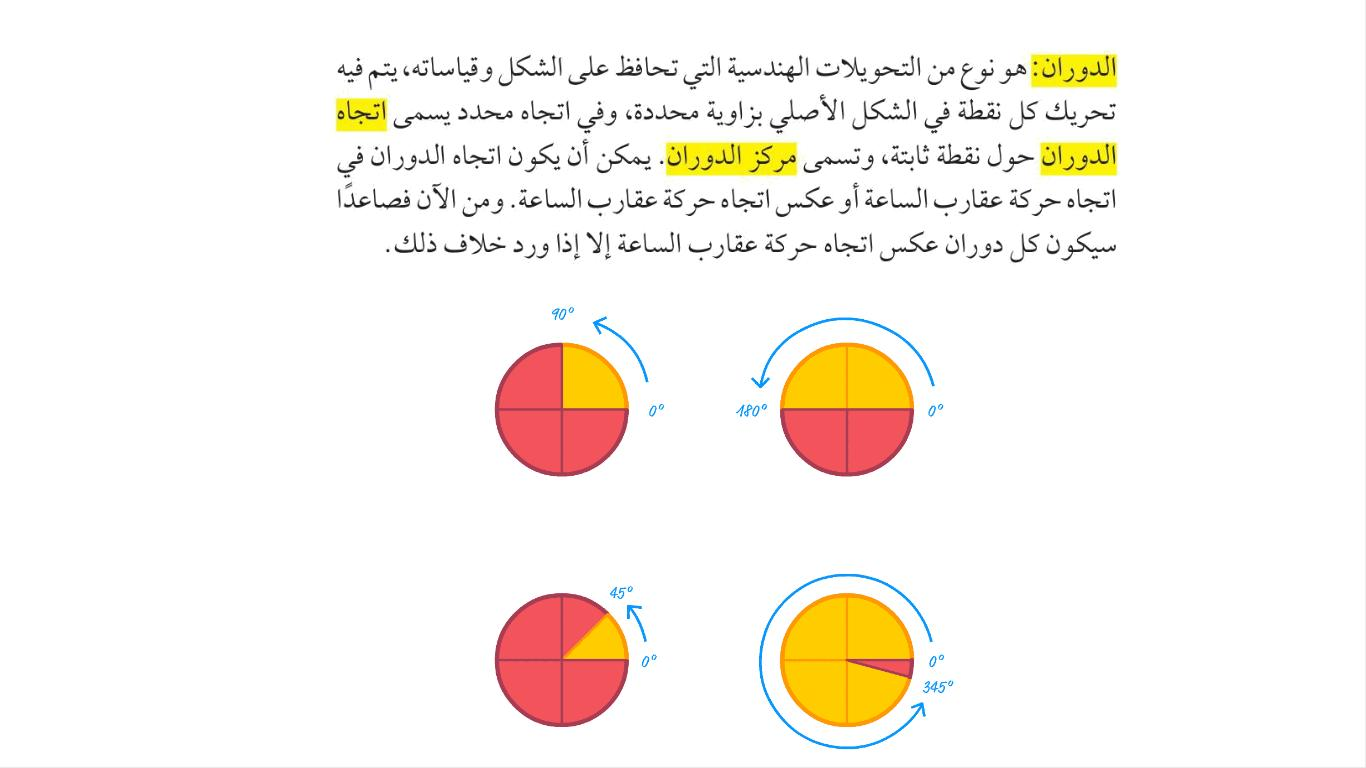 الدوران: هو نوع من التحويلات الهندسية التي تحافظ على الشكل وقياساته، يتم فيه
تحريك كل نقطة في الشكل الأصلي بزاوية محددة، وفي اتجاه محدد يسمى اتجاه
الدوران حول نقطة ثابتة، وتسمى مركز الدوران. يمكن أن يكون اتجاه الدوران في
اتجاه حركة عقارب الساعة أو عكس اتجاه حركة عقارب الساعة. ومن الآن فصاعدًا
سيكون كل دوران عكس اتجاه حركة عقارب الساعة إلا إذا ورد خلاف ذلك.
90°
0°
180°
0°
45°
0°
0°
345°